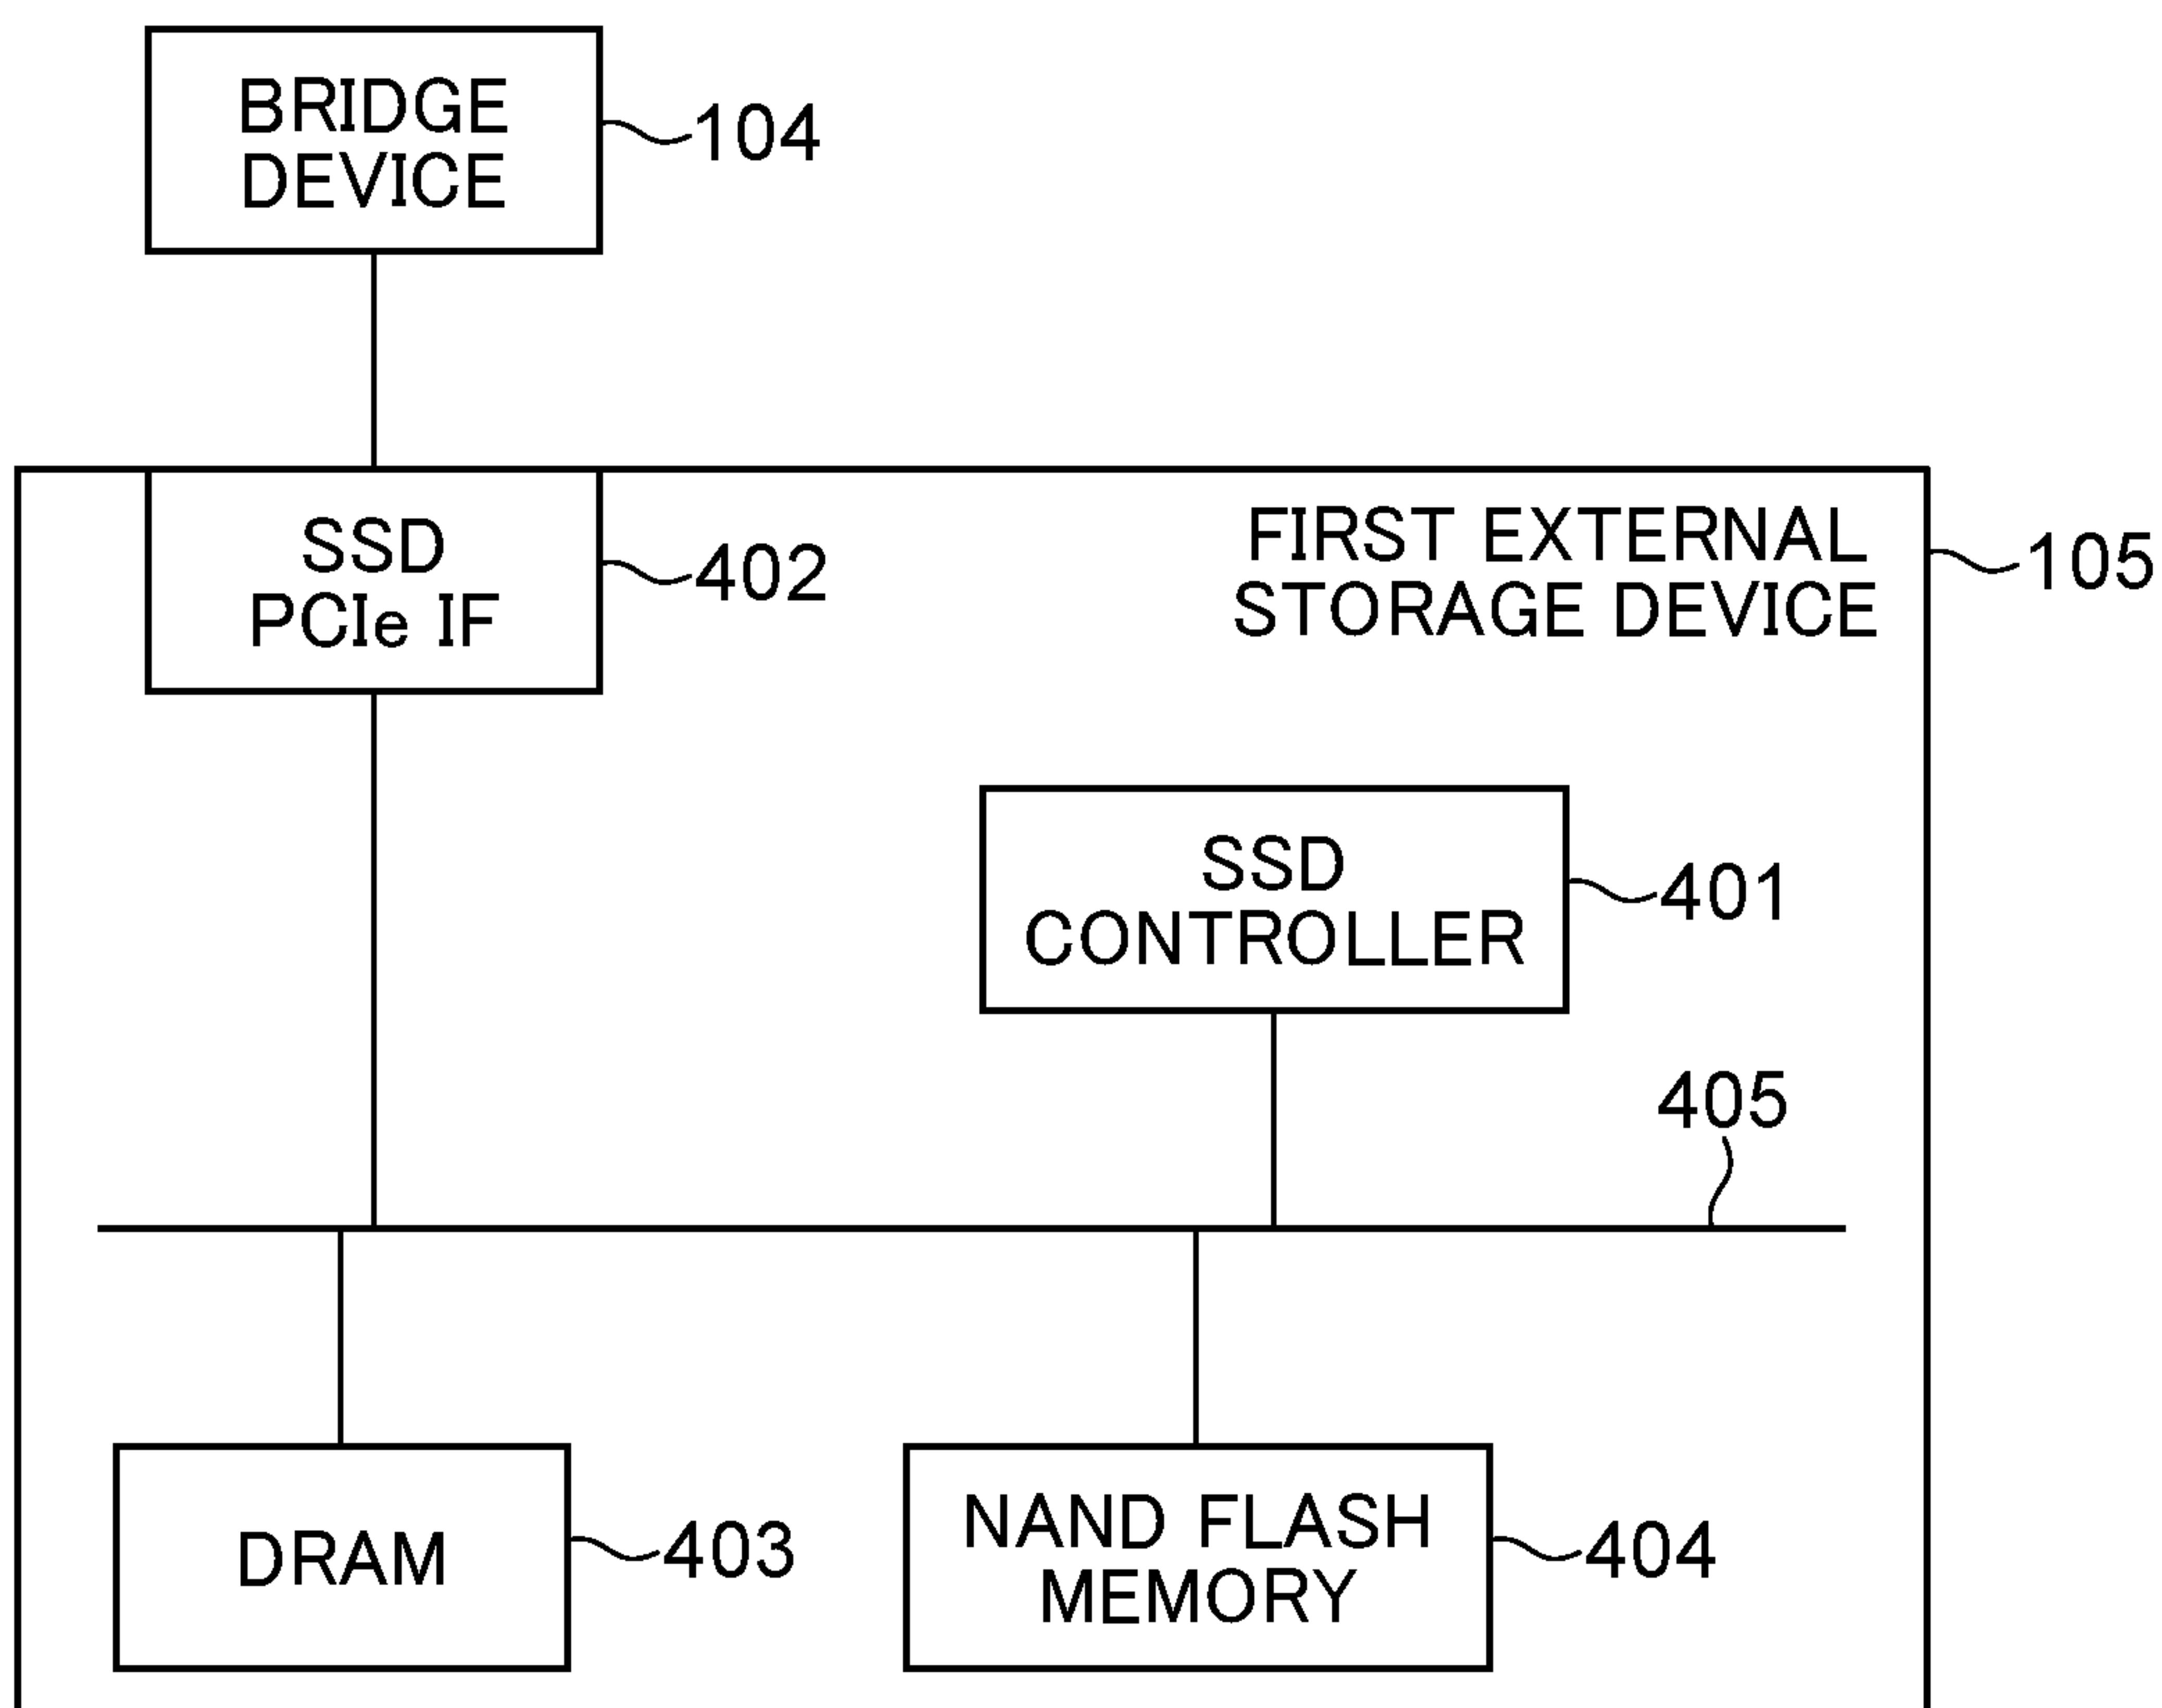 BRIDGE
DEVICE
104
SSD
PCIe IF
402
FIRST EXTERNAL
STORAGE DEVICE
105
SSD
CONTROLLER
401
405
DRAM
403
NAND FLASH
MEMORY
404